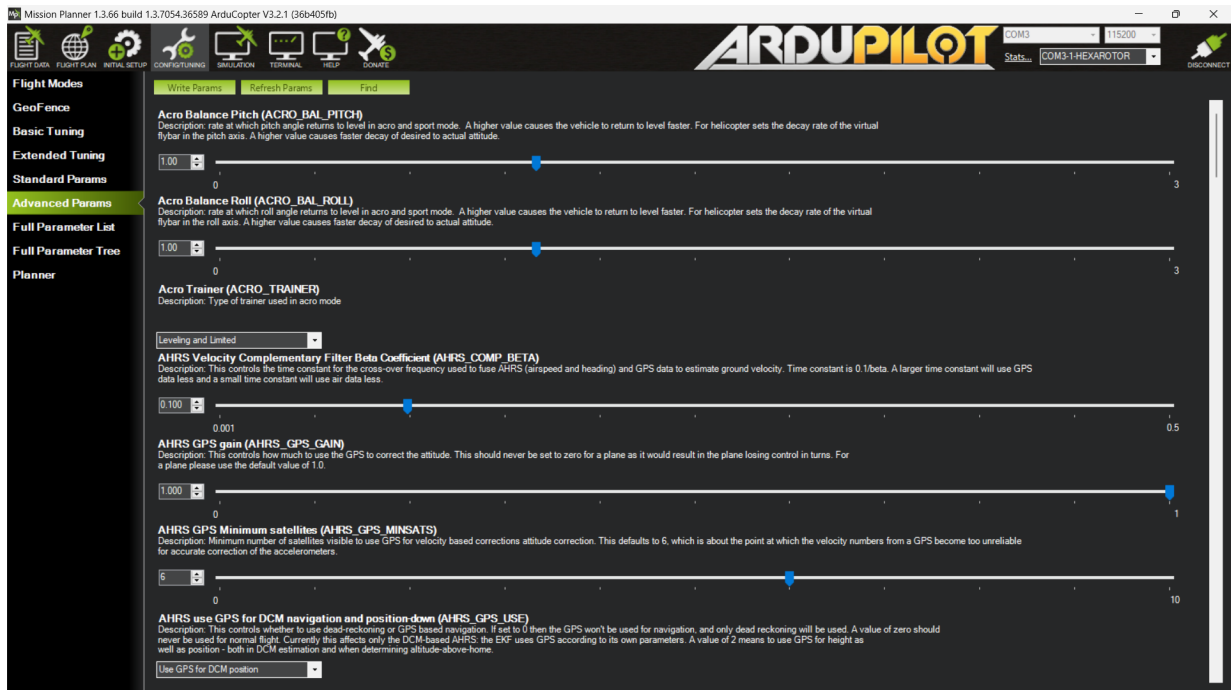 Mission Planner 1.3.66 build 1.3.7054.36589 ArduCopter V3.2.1 (36b405fb)
FLIGHT DATA FLIGHT PLAN INITIAL SETUP CONFIG/TUNING SIMULATION TERMINAL HELP DONATE
ARDUPILOT
COM3 115200
Stats... COM3-1-HEXAROTOR
DISCONNECT
Flight Modes
GeoFence
Basic Tuning
Extended Tuning
Standard Params
Advanced Params
Full Parameter List
Full Parameter Tree
Planner
Write Params Refresh Params Find
Acro Balance Pitch (ACRO_BAL_PITCH)
Description: rate at which pitch angle returns to level in acro and sport mode. A higher value causes the vehicle to return to level faster. For helicopter sets the decay rate of the virtual
flybar in the pitch axis. A higher value causes faster decay of desired to actual attitude.
1.00
0 3
Acro Balance Roll (ACRO_BAL_ROLL)
Description: rate at which roll angle returns to level in acro and sport mode. A higher value causes the vehicle to return to level faster. For helicopter sets the decay rate of the virtual
flybar in the roll axis. A higher value causes faster decay of desired to actual attitude.
1.00
0 3
Acro Trainer (ACRO_TRAINER)
Description: Type of trainer used in acro mode
Leveling and Limited
AHRS Velocity Complementary Filter Beta Coefficient (AHRS_COMP_BETA)
Description: This controls the time constant for the cross-over frequency used to fuse AHRS (airspeed and heading) and GPS data to estimate ground velocity. Time constant is 0.1/beta. A larger time constant will use GPS
data less and a small time constant will use air data less.
0.100
0.001 0.5
AHRS GPS gain (AHRS_GPS_GAIN)
Description: This controls how much to use the GPS to correct the attitude. This should never be set to zero for a plane as it would result in the plane losing control in turns. For
a plane please use the default value of 1.0.
1.000
0 1
AHRS GPS Minimum satellites (AHRS_GPS_MINSATS)
Description: Minimum number of satellites visible to use GPS for velocity based corrections attitude correction. This defaults to 6, which is about the point at which the velocity numbers from a GPS become too unreliable
for accurate correction of the accelerometers.
6
0 10
AHRS use GPS for DCM navigation and position-down (AHRS_GPS_USE)
Description: This controls whether to use dead-reckoning or GPS based navigation. If set to 0 then the GPS won't be used for navigation, and only dead reckoning will be used. A value of zero should
never be used for normal flight. Currently this affects only the DCM-based AHRS: the EKF uses GPS according to its own parameters. A value of 2 means to use GPS for height as
well as position - both in DCM estimation and when determining altitude-above-home.
Use GPS for DCM position